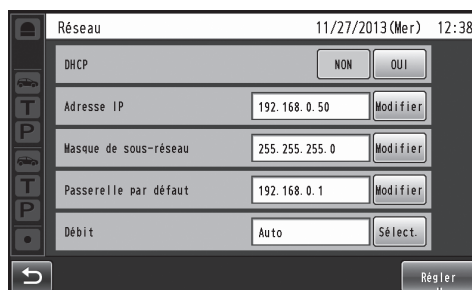 Réseau 11/27/2013(Mer) 12:38
DHCP NON OUI
Adresse IP 192.168.0.50 Modifier
T
P
Masque de sous-réseau 255.255.255.0 Modifier
T
Passerelle par défaut 192.168.0.1 Modifier
P
Débit Auto Sélect.
Régler